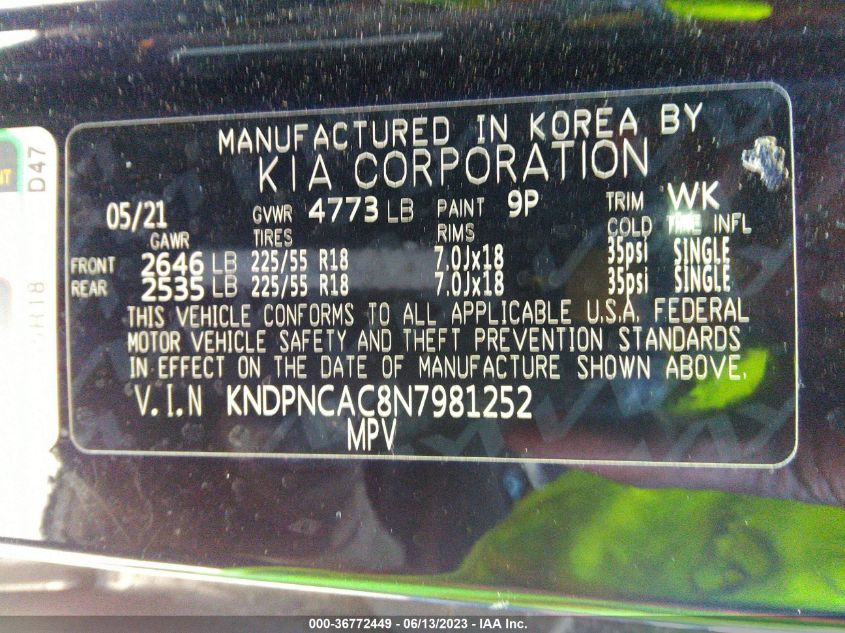 MANUFACTURED IN KOREA BY
KIA CORPORATION
05/21 GVWR 4773 LB PAINT 9P TRIM WK
GAWR TIRES RIMS COLD TIRE INFL
FRONT 2646 LB 225/55 R18 7.0Jx18 35psi SINGLE
REAR 2535 LB 225/55 R18 7.0Jx18 35psi SINGLE
THIS VEHICLE CONFORMS TO ALL APPLICABLE U.S.A. FEDERAL
MOTOR VEHICLE SAFETY AND THEFT PREVENTION STANDARDS
IN EFFECT ON THE DATE OF MANUFACTURE SHOWN ABOVE.
V.I.N KNDPNCAC8N7981252
MPV
D47
R18
000-36772449 - 06/13/2023 - IAA Inc.